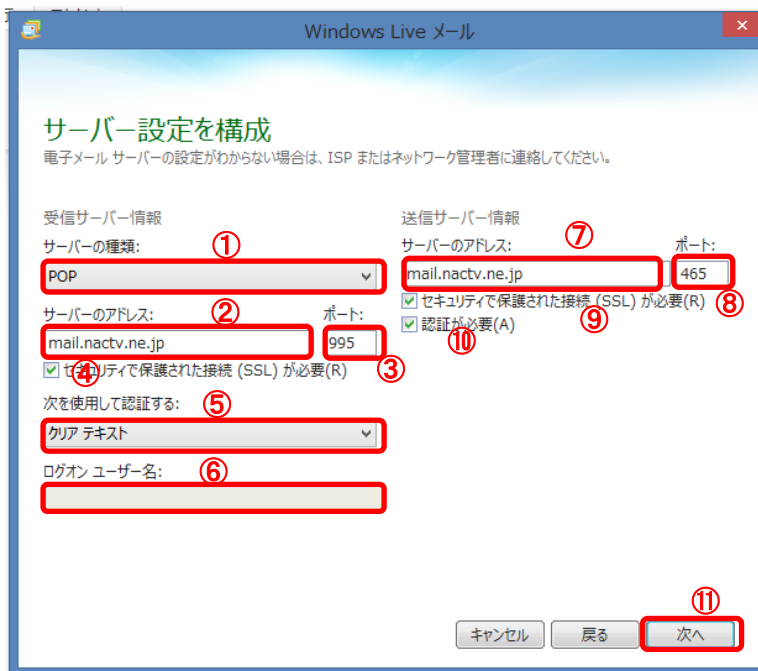 Windows Live メール
サーバー設定を構成
電子メール サーバーの設定がわからない場合は、ISP またはネットワーク管理者に連絡してください。
受信サーバー情報
サーバーの種類:
①
POP
サーバーのアドレス:
②
ポート:
mail.nactv.ne.jp
995
③
④
セキュリティで保護された接続 (SSL) が必要(R)
次を使用して認証する:
⑤
クリア テキスト
ログオン ユーザー名:
⑥
送信サーバー情報
サーバーのアドレス:
⑦
ポート:
mail.nactv.ne.jp
465
⑧
セキュリティで保護された接続 (SSL) が必要(R)
⑨
認証が必要(A)
⑩
⑪
キャンセル
戻る
次へ